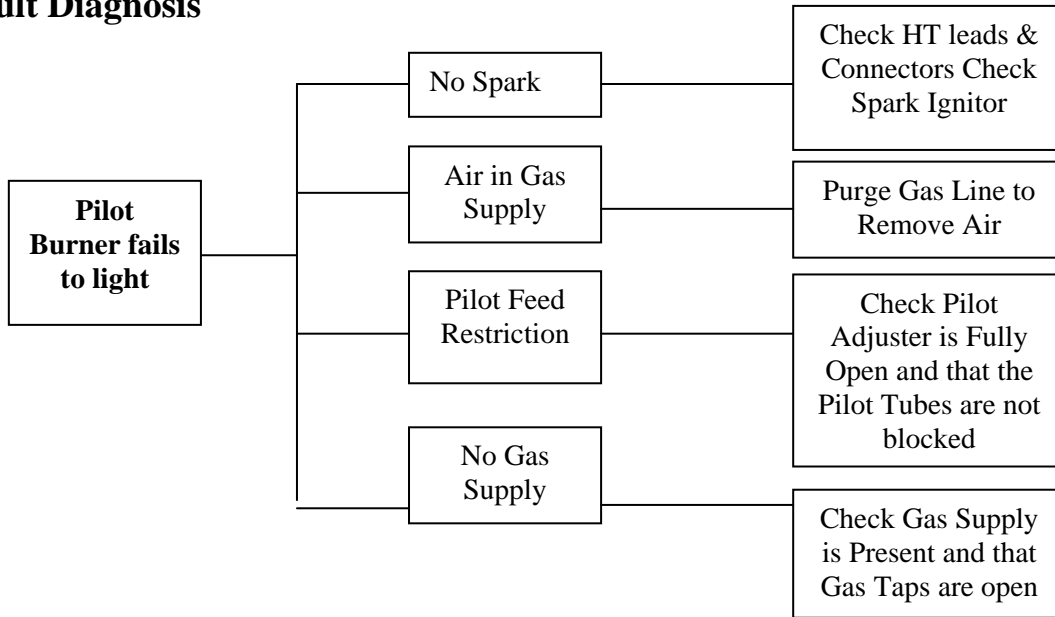 ult Diagnosis
Pilot
Burner fails
to light
No Spark
Check HT leads &
Connectors Check
Spark Ignitor
Air in Gas
Supply
Purge Gas Line to
Remove Air
Pilot Feed
Restriction
Check Pilot
Adjuster is Fully
Open and that the
Pilot Tubes are not
blocked
No Gas
Supply
Check Gas Supply
is Present and that
Gas Taps are open